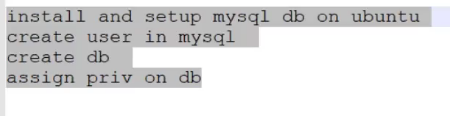 install and setup mysql db on ubuntu
create user in mysql
create db
assign priv on db